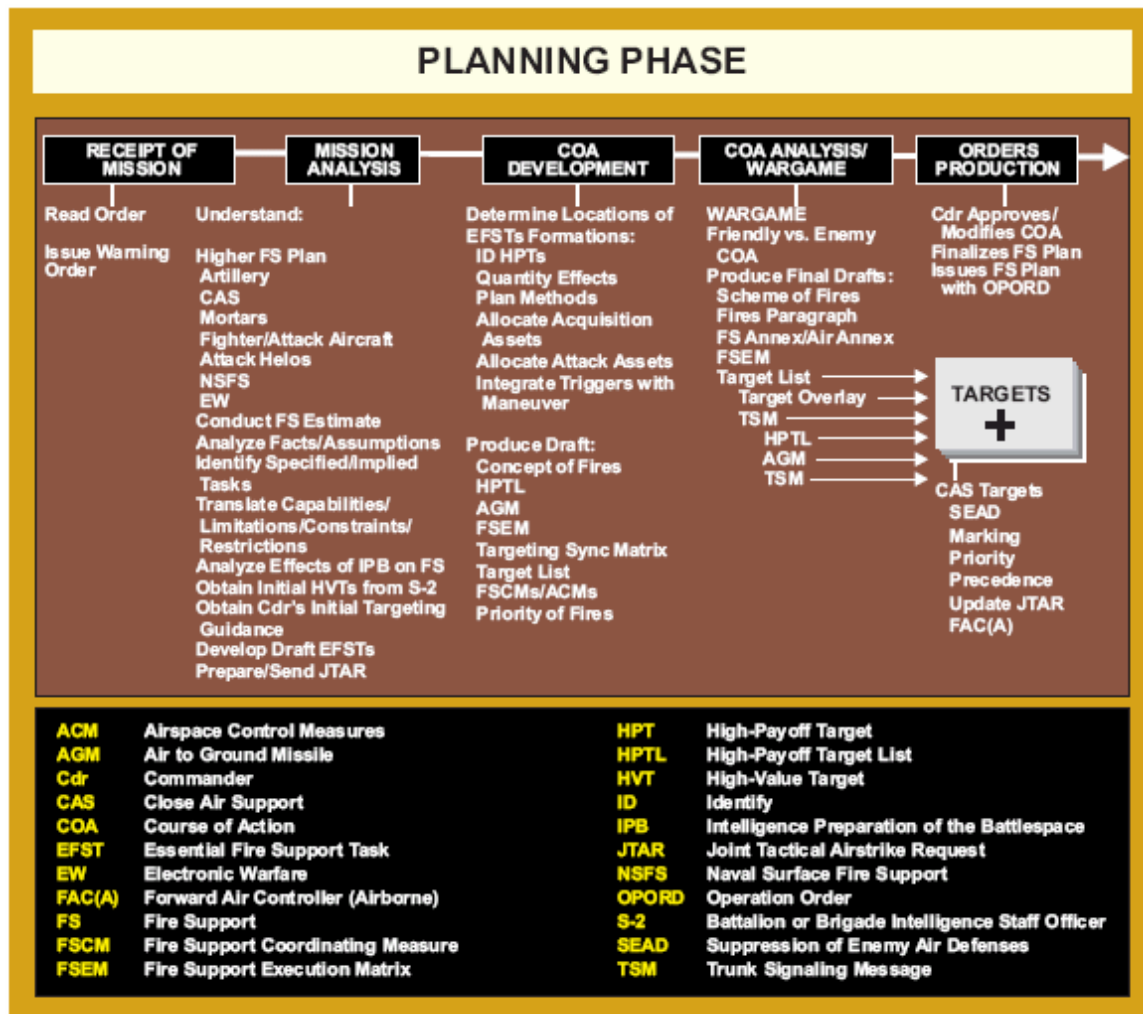 PLANNING PHASE
RECEIPT OF
MISSION
MISSION
ANALYSIS
COA
DEVELOPMENT
COA ANALYSIS/
WARGAME
ORDERS
PRODUCTION
Read Order
Issue Warning
Order
Understand:
Higher FS Plan
Artillery
CAS
Mortars
Fighter/Attack Aircraft
Attack Helos
NSFS
EW
Conduct FS Estimate
Analyze Facts/Assumptions
Identify Specified/Implied
Tasks
Translate Capabilities/
Limitations/Constraints/
Restrictions
Analyze Effects of IPB on FS
Obtain Initial HVTs from S-2
Obtain Cdr's Initial Targeting
Guidance
Develop Draft EFSTs
Prepare/Send JTAR
Determine Locations of
EFSTs Formations:
ID HPTs
Quantity Effects
Plan Methods
Allocate Acquisition
Assets
Allocate Attack Assets
Integrate Triggers with
Maneuver
Produce Draft:
Concept of Fires
HPTL
AGM
FSEM
Targeting Sync Matrix
Target List
FSCMs/ACMs
Priority of Fires
WARGAME
Friendly vs. Enemy
COA
Produce Final Drafts:
Scheme of Fires
Fires Paragraph
FS Annex/Air Annex
FSEM
Target List
Target Overlay
TSM
HPTL
AGM
TSM
Cdr Approves/
Modifies COA
Finalizes FS Plan
Issues FS Plan
with OPORD
TARGETS
+
CAS Targets
SEAD
Marking
Priority
Precedence
Update JTAR
FAC(A)
ACM Airspace Control Measures
AGM Air to Ground Missile
Cdr Commander
CAS Close Air Support
COA Course of Action
EFST Essential Fire Support Task
EW Electronic Warfare
FAC(A) Forward Air Controller (Airborne)
FS Fire Support
FSCM Fire Support Coordinating Measure
FSEM Fire Support Execution Matrix
HPT High-Payoff Target
HPTL High-Payoff Target List
HVT High-Value Target
ID Identify
IPB Intelligence Preparation of the Battlespace
JTAR Joint Tactical Airstrike Request
NSFS Naval Surface Fire Support
OPORD Operation Order
S-2 Battalion or Brigade Intelligence Staff Officer
SEAD Suppression of Enemy Air Defenses
TSM Trunk Signaling Message